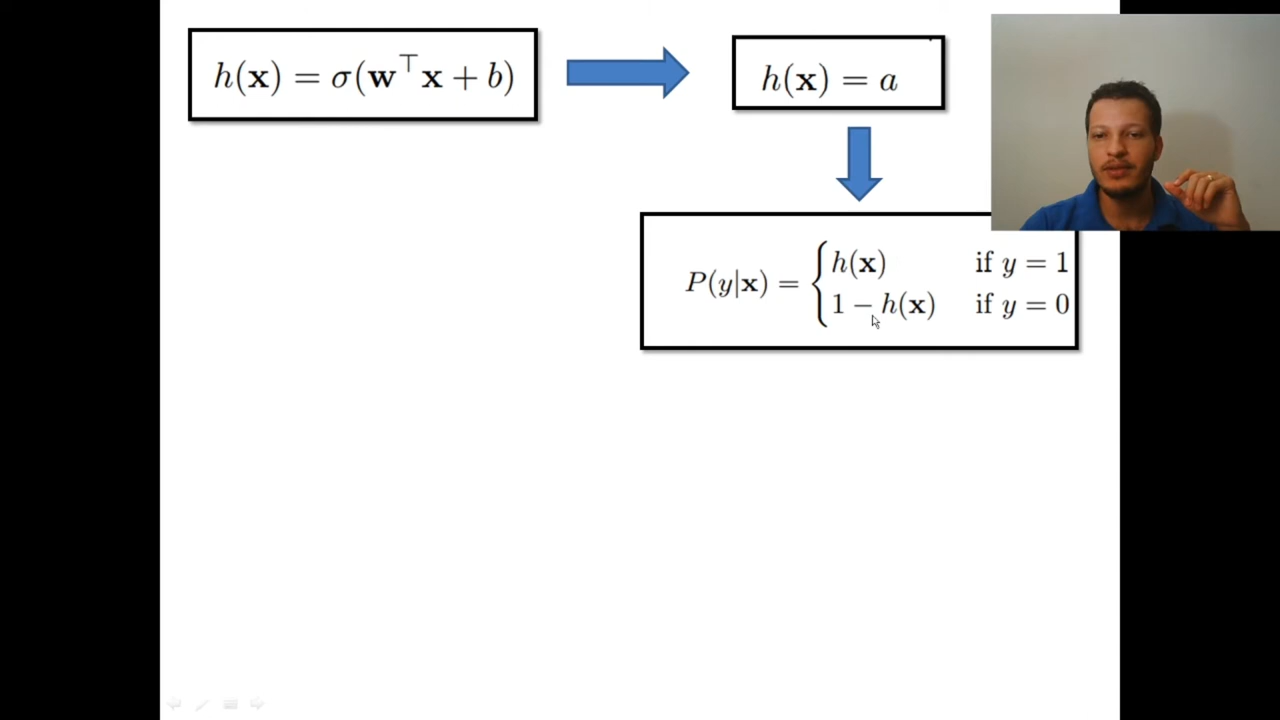 h(x) = σ(w⊤x + b)
h(x) = a
P(y|x) = { h(x) if y = 1
1 − h(x) if y = 0